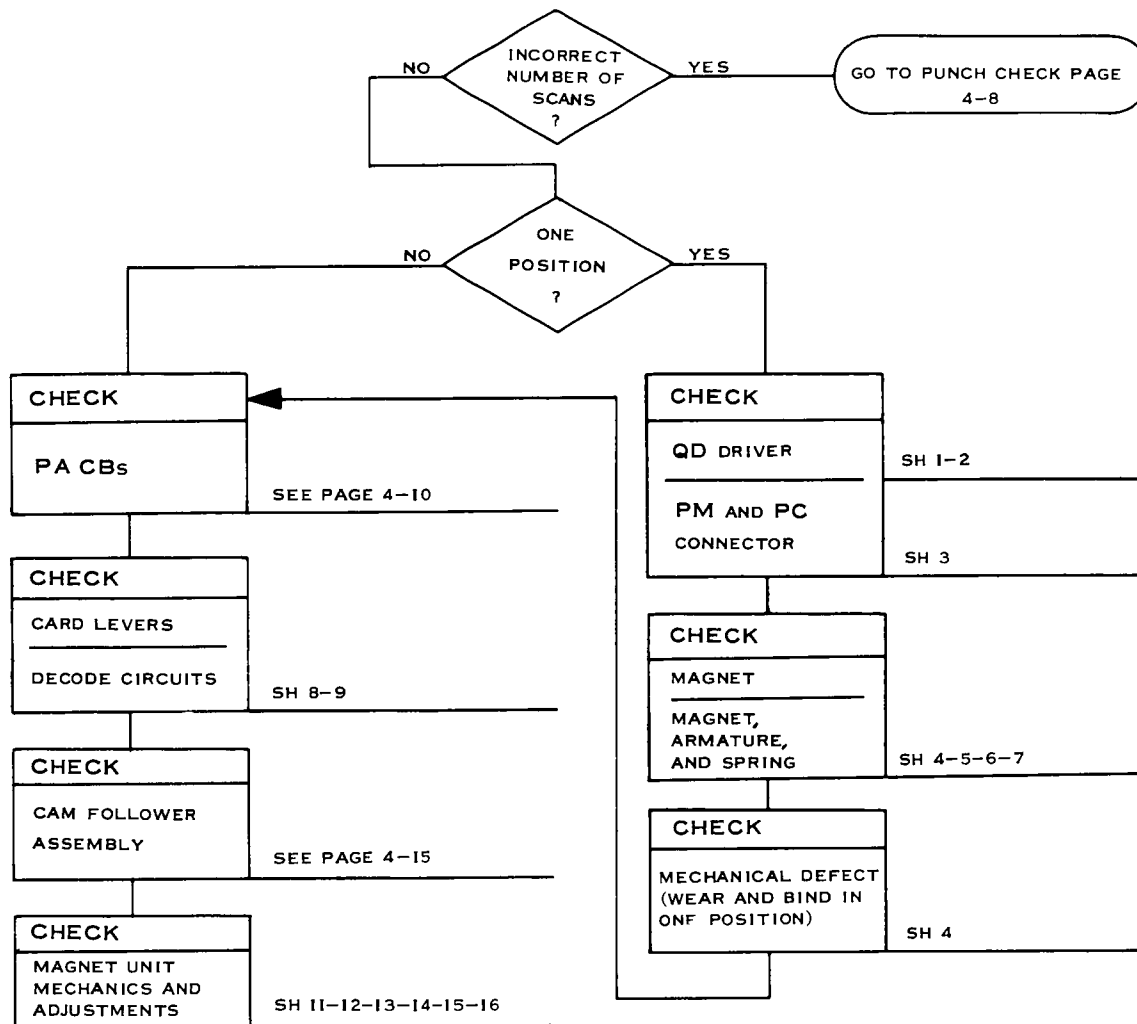 INCORRECT
NUMBER OF
SCANS
?
NO
YES
GO TO PUNCH CHECK PAGE
4-8
ONE
POSITION
?
NO
YES
CHECK
PA CBs
SEE PAGE 4-10
CHECK
CARD LEVERS
DECODE CIRCUITS
SH 8-9
CHECK
CAM FOLLOWER
ASSEMBLY
SEE PAGE 4-15
CHECK
MAGNET UNIT
MECHANICS AND
ADJUSTMENTS
SH 11-12-13-14-15-16
CHECK
QD DRIVER
SH 1-2
PM AND PC
CONNECTOR
SH 3
CHECK
MAGNET
MAGNET,
ARMATURE,
AND SPRING
SH 4-5-6-7
CHECK
MECHANICAL DEFECT
(WEAR AND BIND IN
ONF POSITION)
SH 4